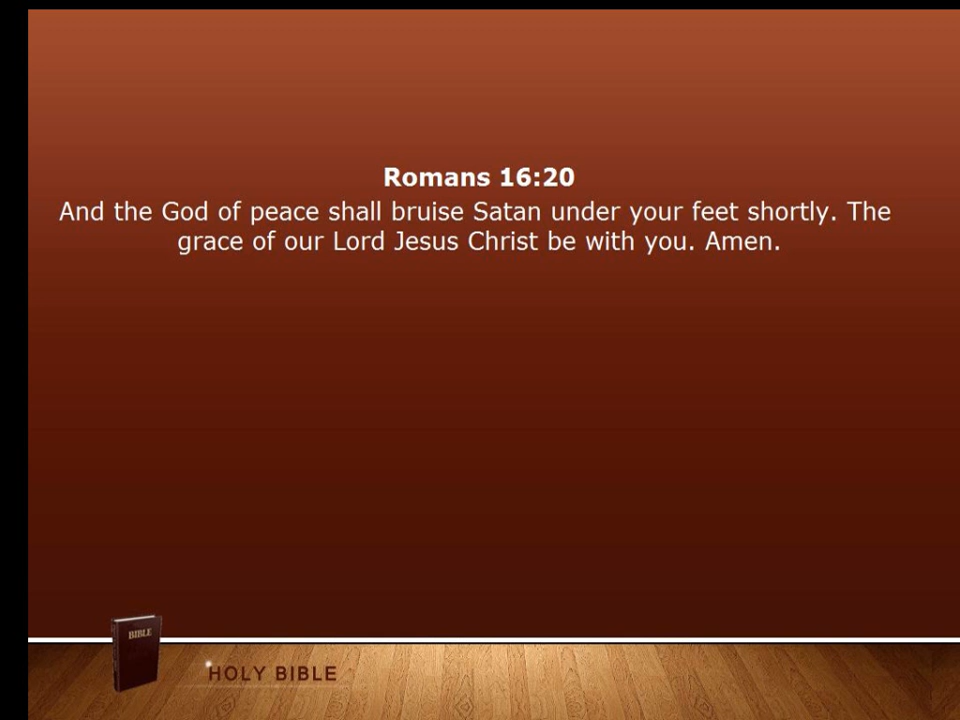 Romans 16:20
And the God of peace shall bruise Satan under your feet shortly. The
grace of our Lord Jesus Christ be with you. Amen.
BIBLE
HOLY BIBLE